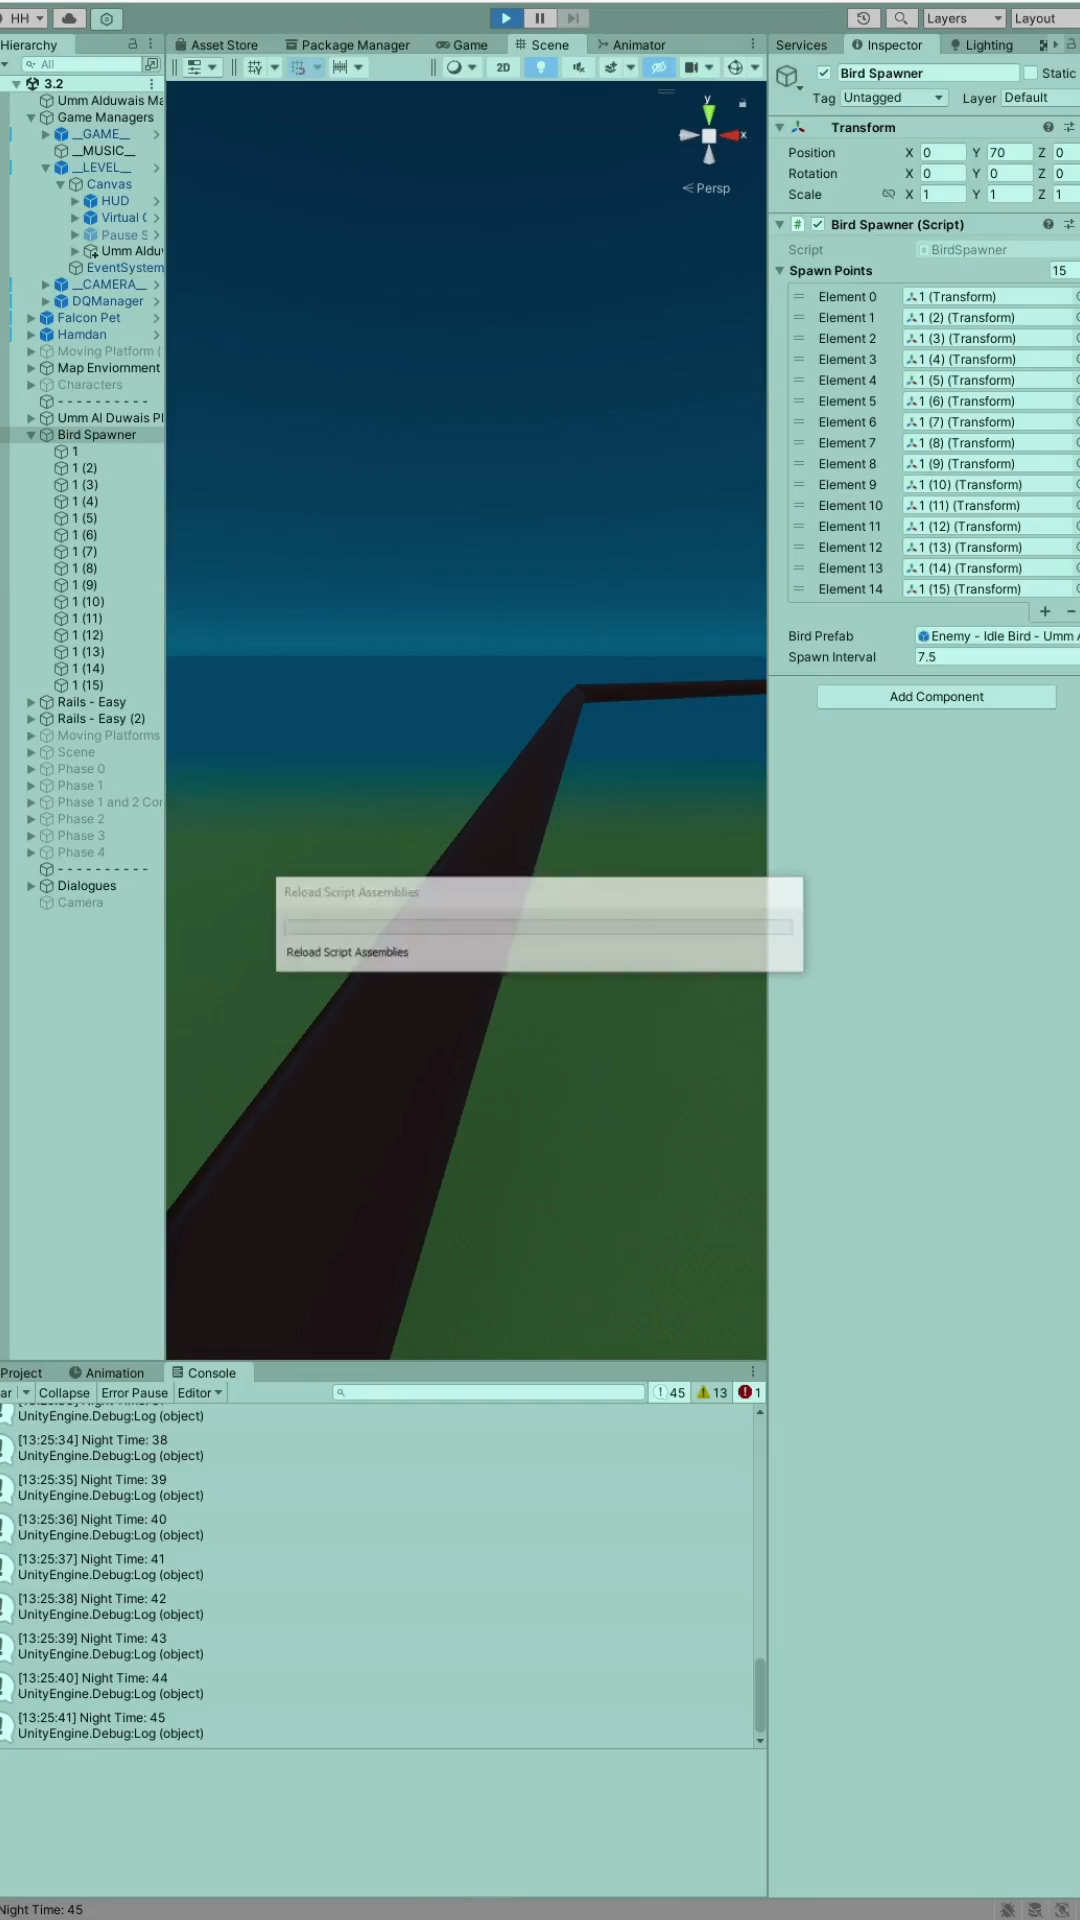 HH
Layers
Layout
Hierarchy
Asset Store
Package Manager
Game
Scene
Animator
Services
Inspector
Lighting
All
2D
3.2
Umm Alduwais Ma
Game Managers
__GAME__
__MUSIC__
__LEVEL__
Canvas
HUD
Virtual C
Pause S
Umm Aldu
EventSystem
__CAMERA__
DQManager
Falcon Pet
Hamdan
Moving Platform (
Map Enviornment
Characters
- - - - - - - - - -
Umm Al Duwais Pl
Bird Spawner
1
1 (2)
1 (3)
1 (4)
1 (5)
1 (6)
1 (7)
1 (8)
1 (9)
1 (10)
1 (11)
1 (12)
1 (13)
1 (14)
1 (15)
Rails - Easy
Rails - Easy (2)
Moving Platforms
Scene
Phase 0
Phase 1
Phase 1 and 2 Cor
Phase 2
Phase 3
Phase 4
- - - - - - - - - -
Dialogues
Camera
y
x
Persp
Reload Script Assemblies
Reload Script Assemblies
Bird Spawner
Static
Tag Untagged
Layer Default
Transform
Position X 0 Y 70 Z 0
Rotation X 0 Y 0 Z 0
Scale X 1 Y 1 Z 1
# Bird Spawner (Script)
Script BirdSpawner
Spawn Points 15
Element 0 1 (Transform)
Element 1 1 (2) (Transform)
Element 2 1 (3) (Transform)
Element 3 1 (4) (Transform)
Element 4 1 (5) (Transform)
Element 5 1 (6) (Transform)
Element 6 1 (7) (Transform)
Element 7 1 (8) (Transform)
Element 8 1 (9) (Transform)
Element 9 1 (10) (Transform)
Element 10 1 (11) (Transform)
Element 11 1 (12) (Transform)
Element 12 1 (13) (Transform)
Element 13 1 (14) (Transform)
Element 14 1 (15) (Transform)
+ −
Bird Prefab Enemy - Idle Bird - Umm A
Spawn Interval 7.5
Add Component
Project
Animation
Console
ar
Collapse
Error Pause
Editor
45
13
1
UnityEngine.Debug:Log (object)
[13:25:34] Night Time: 38
UnityEngine.Debug:Log (object)
[13:25:35] Night Time: 39
UnityEngine.Debug:Log (object)
[13:25:36] Night Time: 40
UnityEngine.Debug:Log (object)
[13:25:37] Night Time: 41
UnityEngine.Debug:Log (object)
[13:25:38] Night Time: 42
UnityEngine.Debug:Log (object)
[13:25:39] Night Time: 43
UnityEngine.Debug:Log (object)
[13:25:40] Night Time: 44
UnityEngine.Debug:Log (object)
[13:25:41] Night Time: 45
UnityEngine.Debug:Log (object)
Night Time: 45